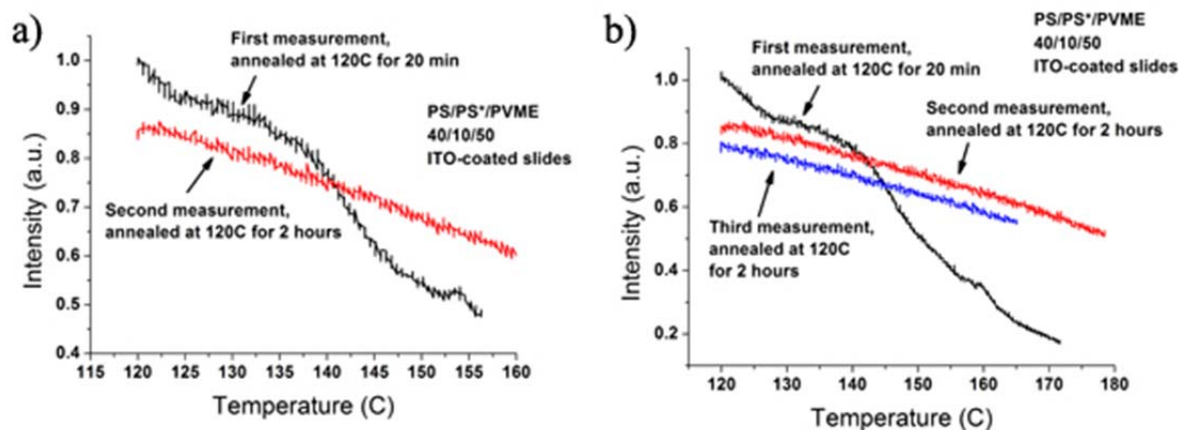 a)
First measurement,
annealed at 120C for 20 min
PS/PS*/PVME
40/10/50
ITO-coated slides
Second measurement,
annealed at 120C for 2 hours
Intensity (a.u.)
1.0
0.9
0.8
0.7
0.6
0.5
0.4
115 120 125 130 135 140 145 150 155 160
Temperature (C)
b)
PS/PS*/PVME
40/10/50
ITO-coated slides
First measurement,
annealed at 120C for 20 min
Second measurement,
annealed at 120C for 2 hours
Third measurement,
annealed at 120C
for 2 hours
Intensity (a.u.)
1.0
0.8
0.6
0.4
0.2
120 130 140 150 160 170 180
Temperature (C)